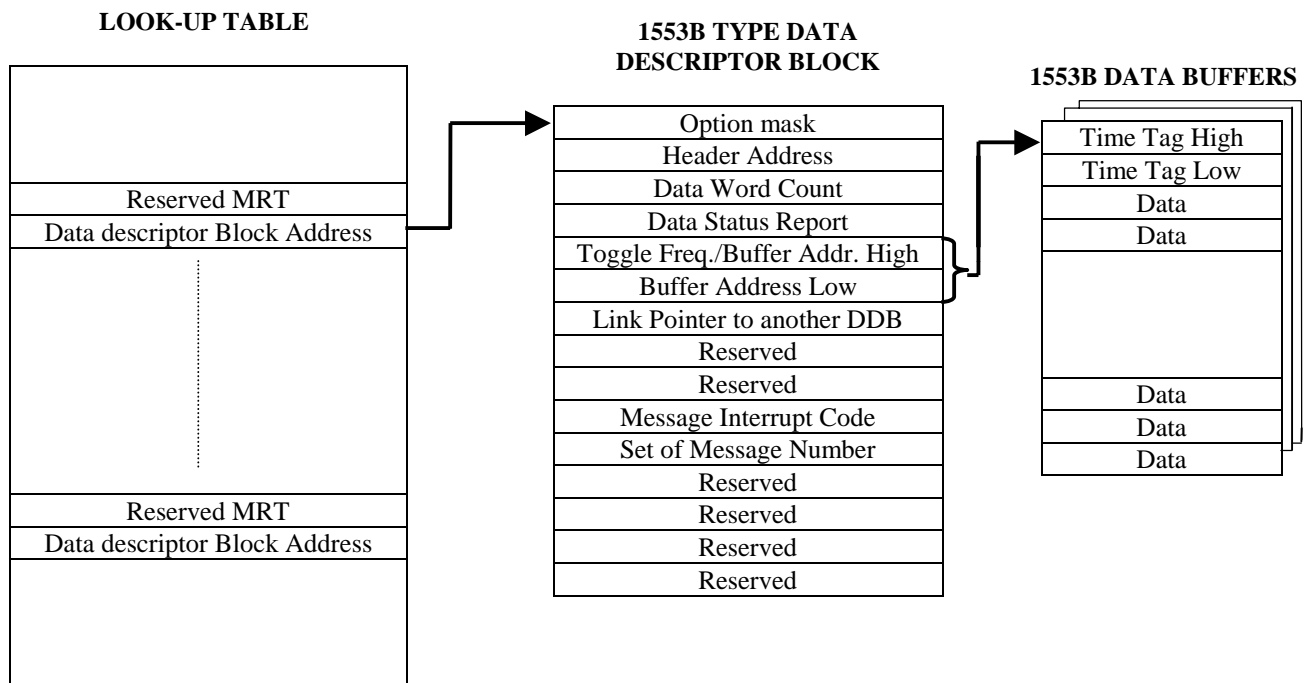 LOOK-UP TABLE
Reserved MRT
Data descriptor Block Address
Reserved MRT
Data descriptor Block Address
1553B TYPE DATA
DESCRIPTOR BLOCK
Option mask
Header Address
Data Word Count
Data Status Report
Toggle Freq./Buffer Addr. High
Buffer Address Low
Link Pointer to another DDB
Reserved
Reserved
Message Interrupt Code
Set of Message Number
Reserved
Reserved
Reserved
Reserved
1553B DATA BUFFERS
Time Tag High
Time Tag Low
Data
Data
Data
Data
Data